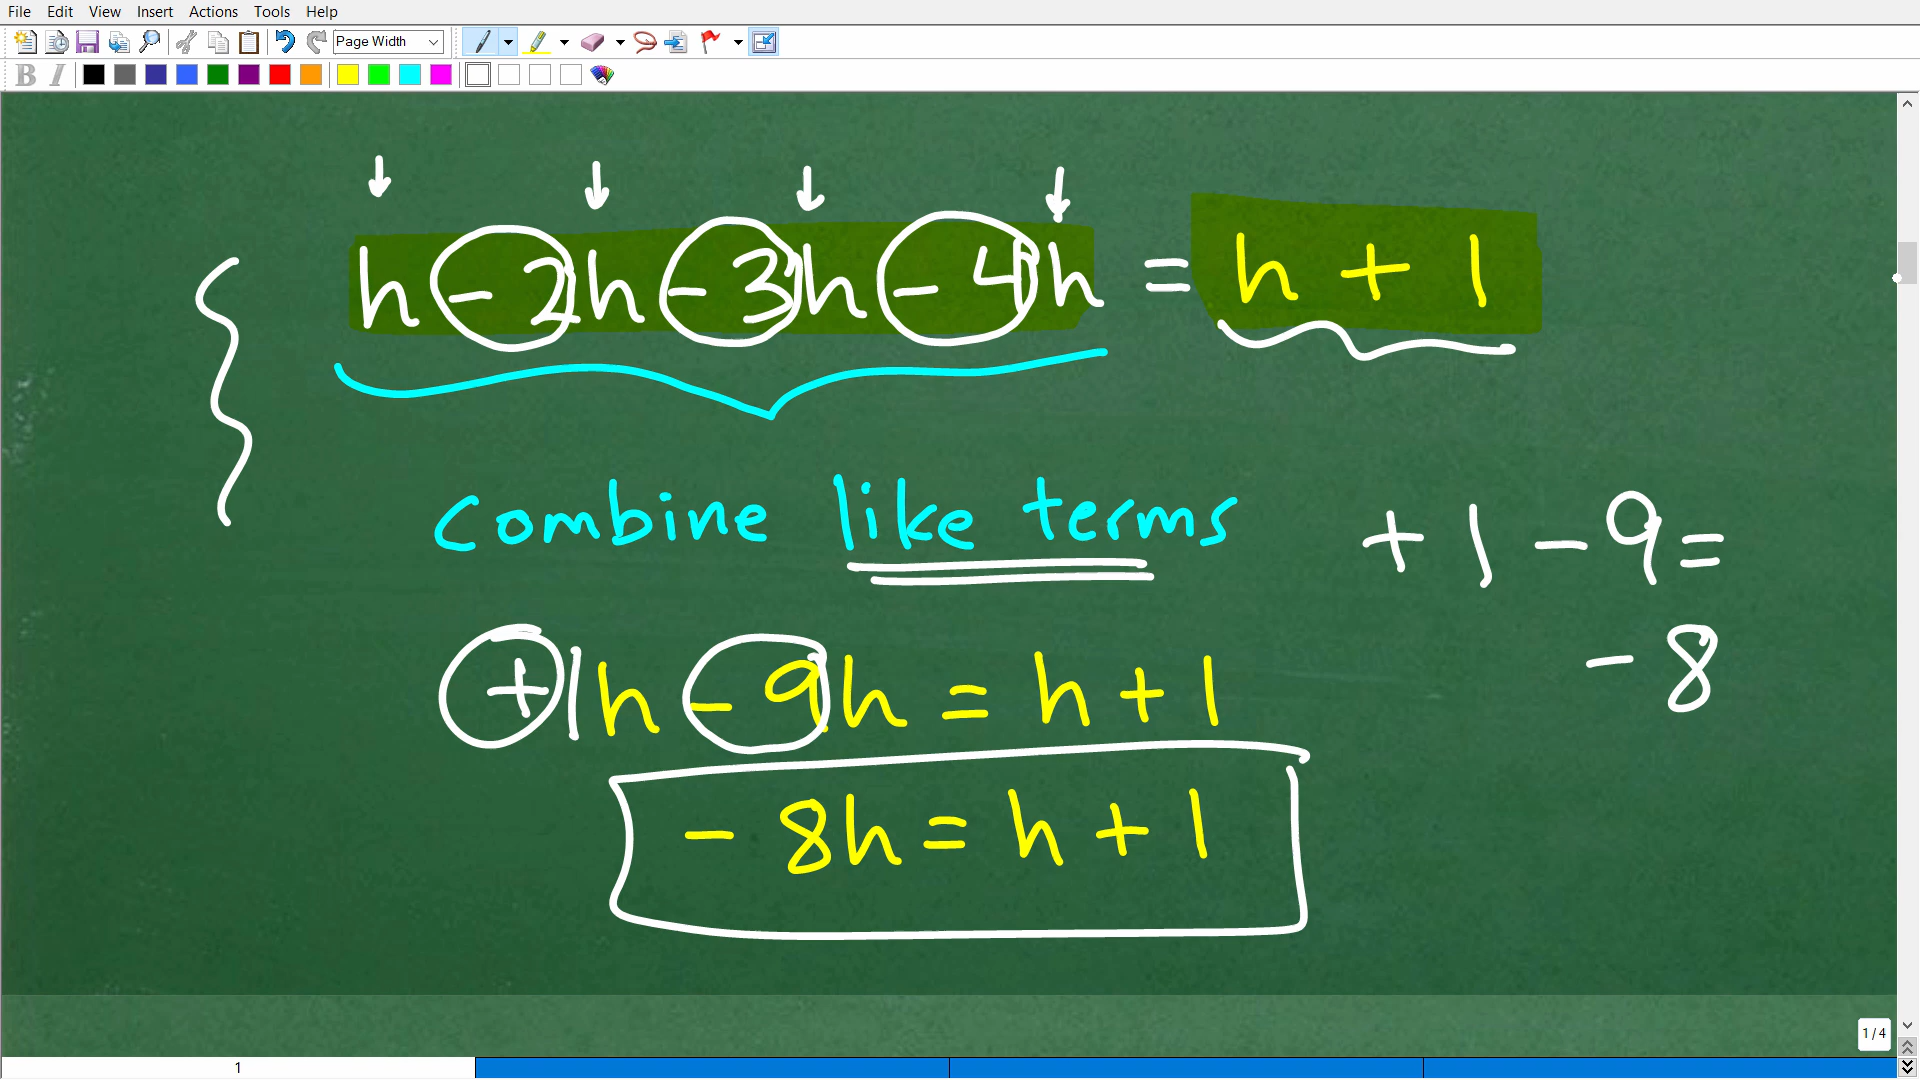 File Edit View Insert Actions Tools Help
Page Width
B I
h - 2h - 3h - 4h = h + 1
combine like terms
+ 1 - 9 =
- 8
+ 1h - 9h = h + 1
- 8h = h + 1
1 / 4
1